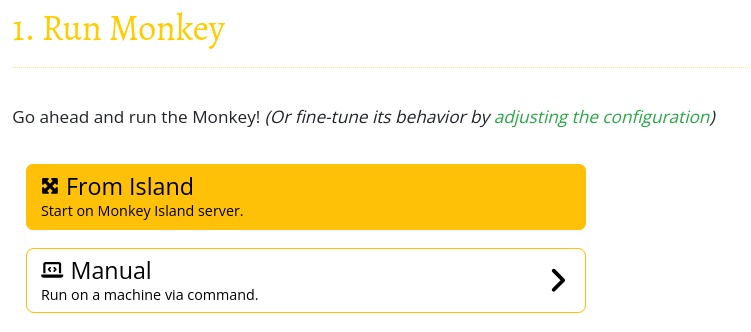 1. Run Monkey
Go ahead and run the Monkey! (Or fine-tune its behavior by adjusting the configuration)
From Island
Start on Monkey Island server.
Manual
Run on a machine via command.